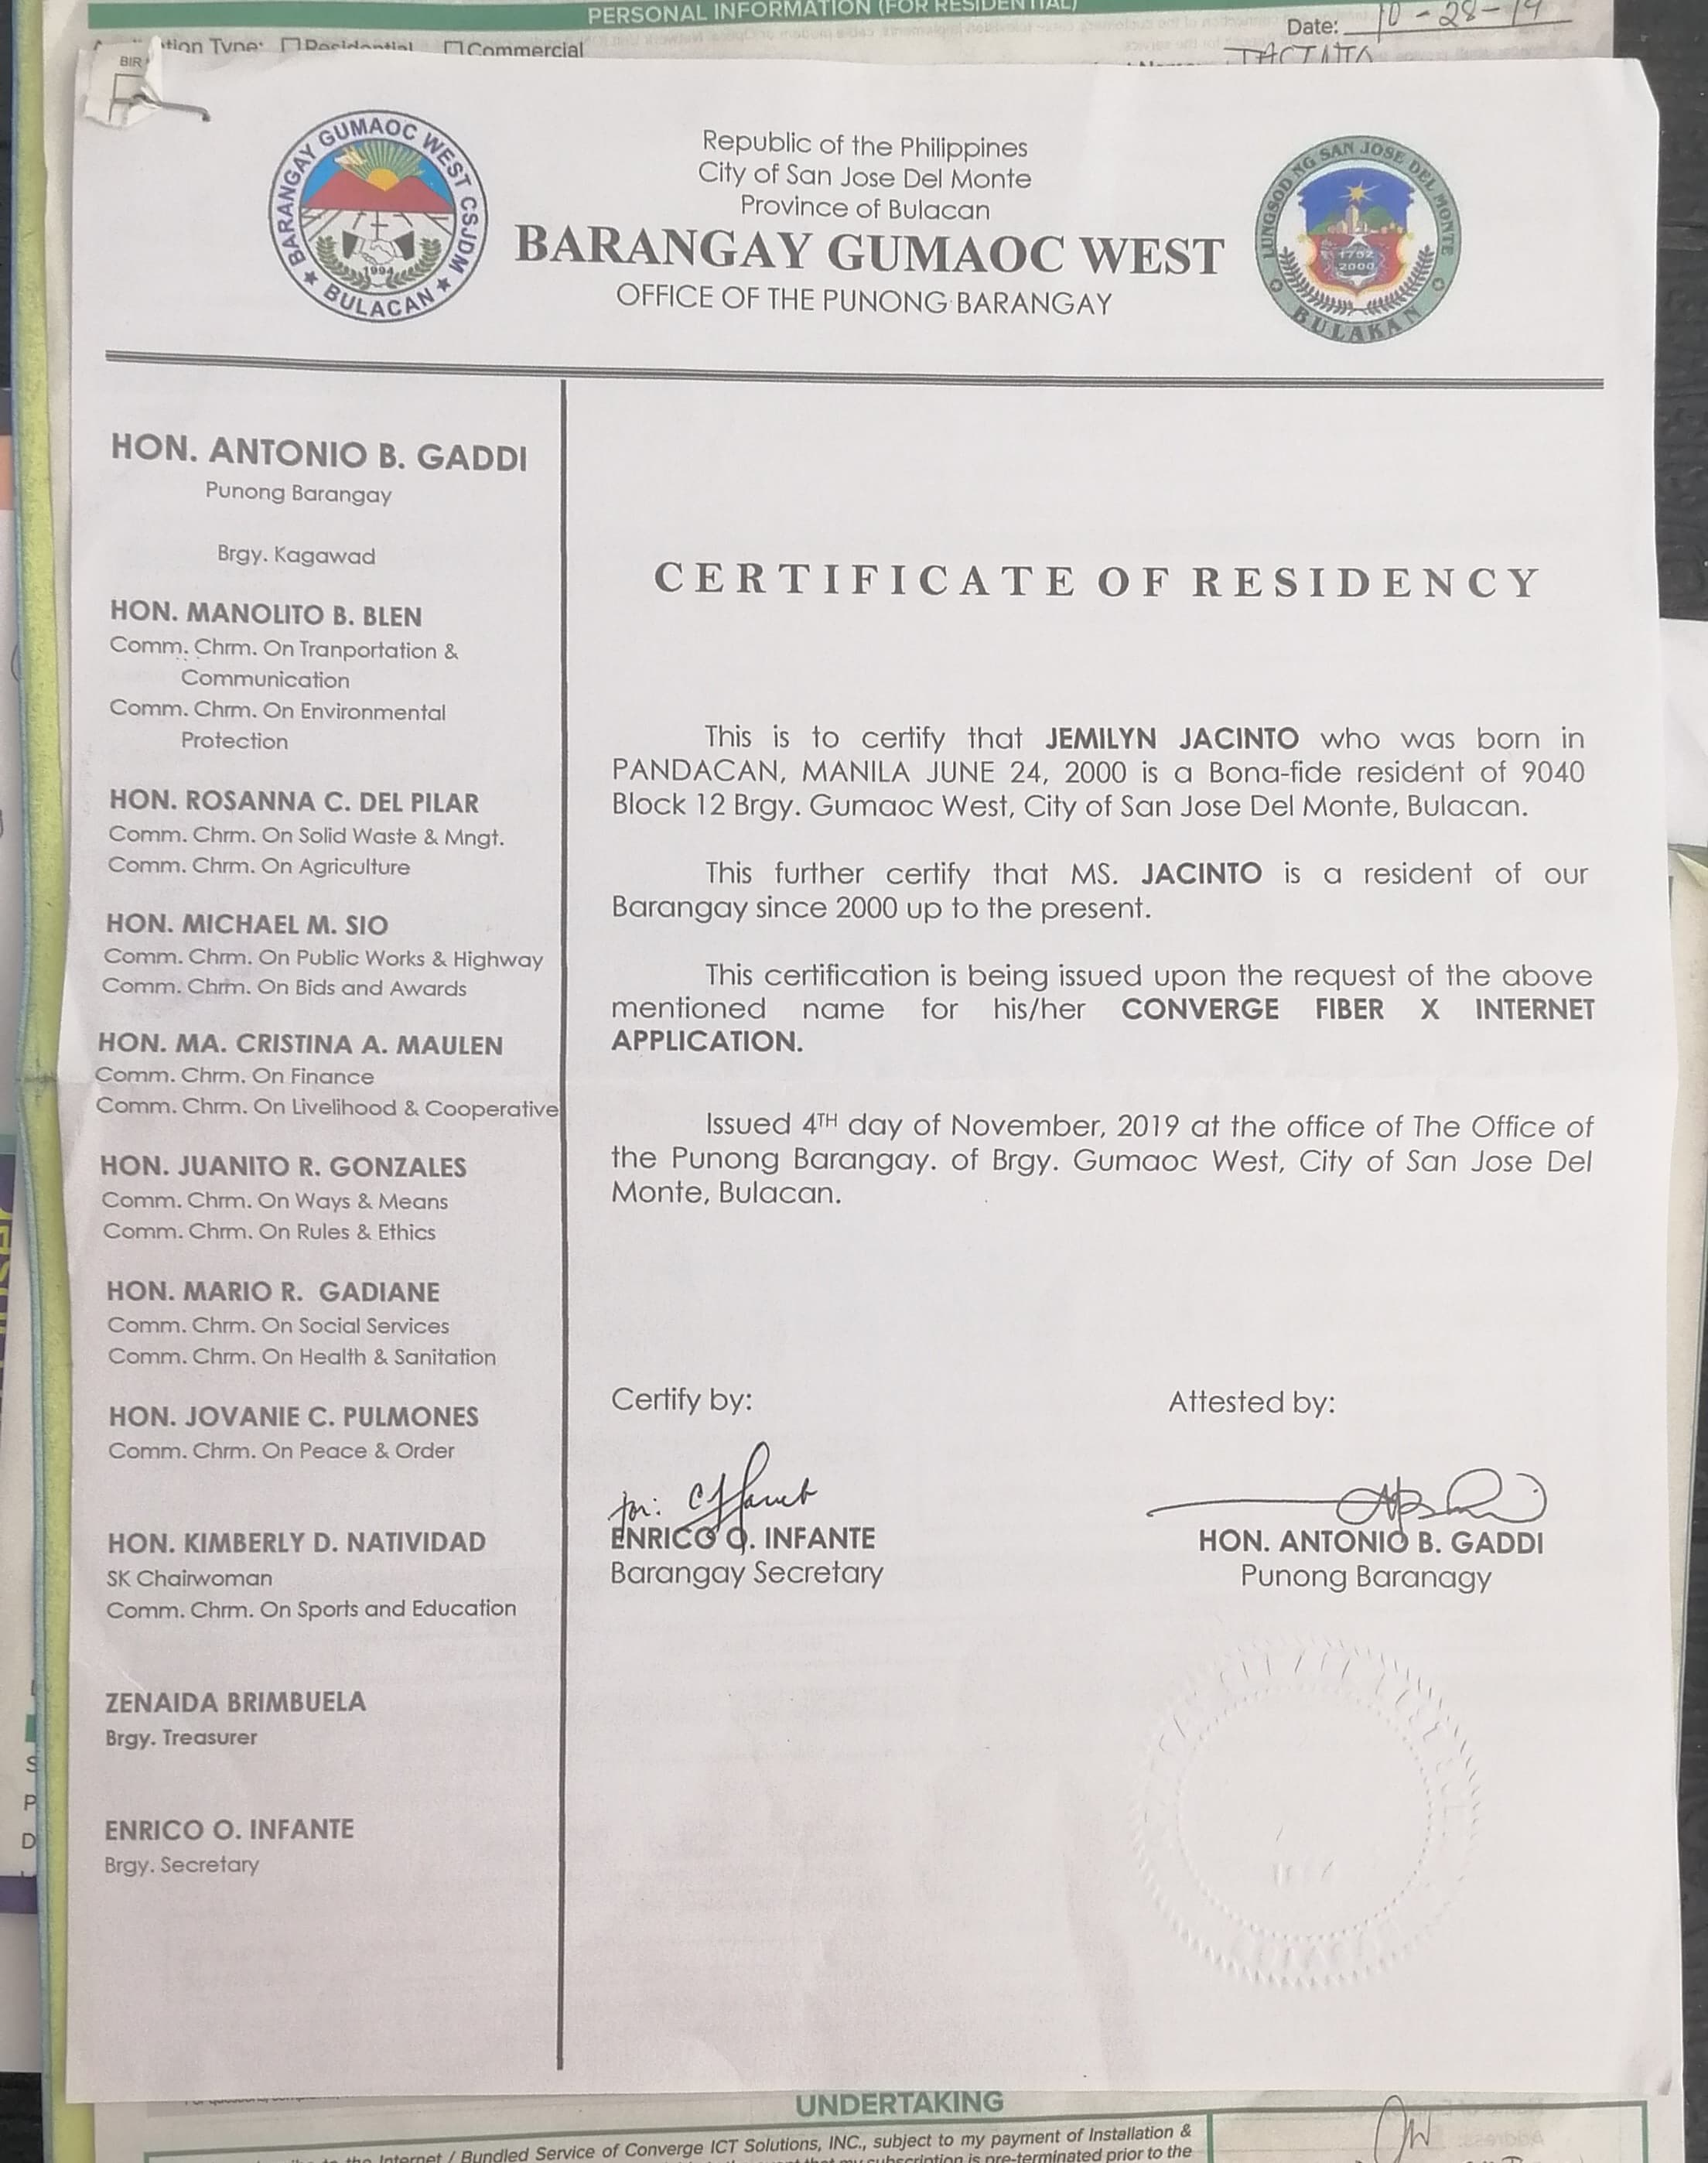 PERSONAL INFORMATION (FOR RESIDENTIAL)
Date: 10-28-19
tion Type: Residential Commercial
JACINTO
BIR
BARANGAY GUMAOC WEST CSJDM
BULACAN
1994
Republic of the Philippines
City of San Jose Del Monte
Province of Bulacan
BARANGAY GUMAOC WEST
OFFICE OF THE PUNONG BARANGAY
LUNGSOD NG SAN JOSE DEL MONTE
1752
2000
BULAKAN
HON. ANTONIO B. GADDI
Punong Barangay
Brgy. Kagawad
HON. MANOLITO B. BLEN
Comm. Chrm. On Tranportation &
Communication
Comm. Chrm. On Environmental
Protection
HON. ROSANNA C. DEL PILAR
Comm. Chrm. On Solid Waste & Mngt.
Comm. Chrm. On Agriculture
HON. MICHAEL M. SIO
Comm. Chrm. On Public Works & Highway
Comm. Chrm. On Bids and Awards
HON. MA. CRISTINA A. MAULEN
Comm. Chrm. On Finance
Comm. Chrm. On Livelihood & Cooperative
HON. JUANITO R. GONZALES
Comm. Chrm. On Ways & Means
Comm. Chrm. On Rules & Ethics
HON. MARIO R. GADIANE
Comm. Chrm. On Social Services
Comm. Chrm. On Health & Sanitation
HON. JOVANIE C. PULMONES
Comm. Chrm. On Peace & Order
HON. KIMBERLY D. NATIVIDAD
SK Chairwoman
Comm. Chrm. On Sports and Education
ZENAIDA BRIMBUELA
Brgy. Treasurer
ENRICO O. INFANTE
Brgy. Secretary
CERTIFICATE OF RESIDENCY
This is to certify that JEMILYN JACINTO who was born in
PANDACAN, MANILA JUNE 24, 2000 is a Bona-fide resident of 9040
Block 12 Brgy. Gumaoc West, City of San Jose Del Monte, Bulacan.
This further certify that MS. JACINTO is a resident of our
Barangay since 2000 up to the present.
This certification is being issued upon the request of the above
mentioned name for his/her CONVERGE FIBER X INTERNET
APPLICATION.
Issued 4TH day of November, 2019 at the office of The Office of
the Punong Barangay. of Brgy. Gumaoc West, City of San Jose Del
Monte, Bulacan.
Certify by:
for:
ENRICO O. INFANTE
Barangay Secretary
Attested by:
HON. ANTONIO B. GADDI
Punong Baranagy
UNDERTAKING
Internet / Bundled Service of Converge ICT Solutions, INC., subject to my payment of Installation &
subscription is pre-terminated prior to the